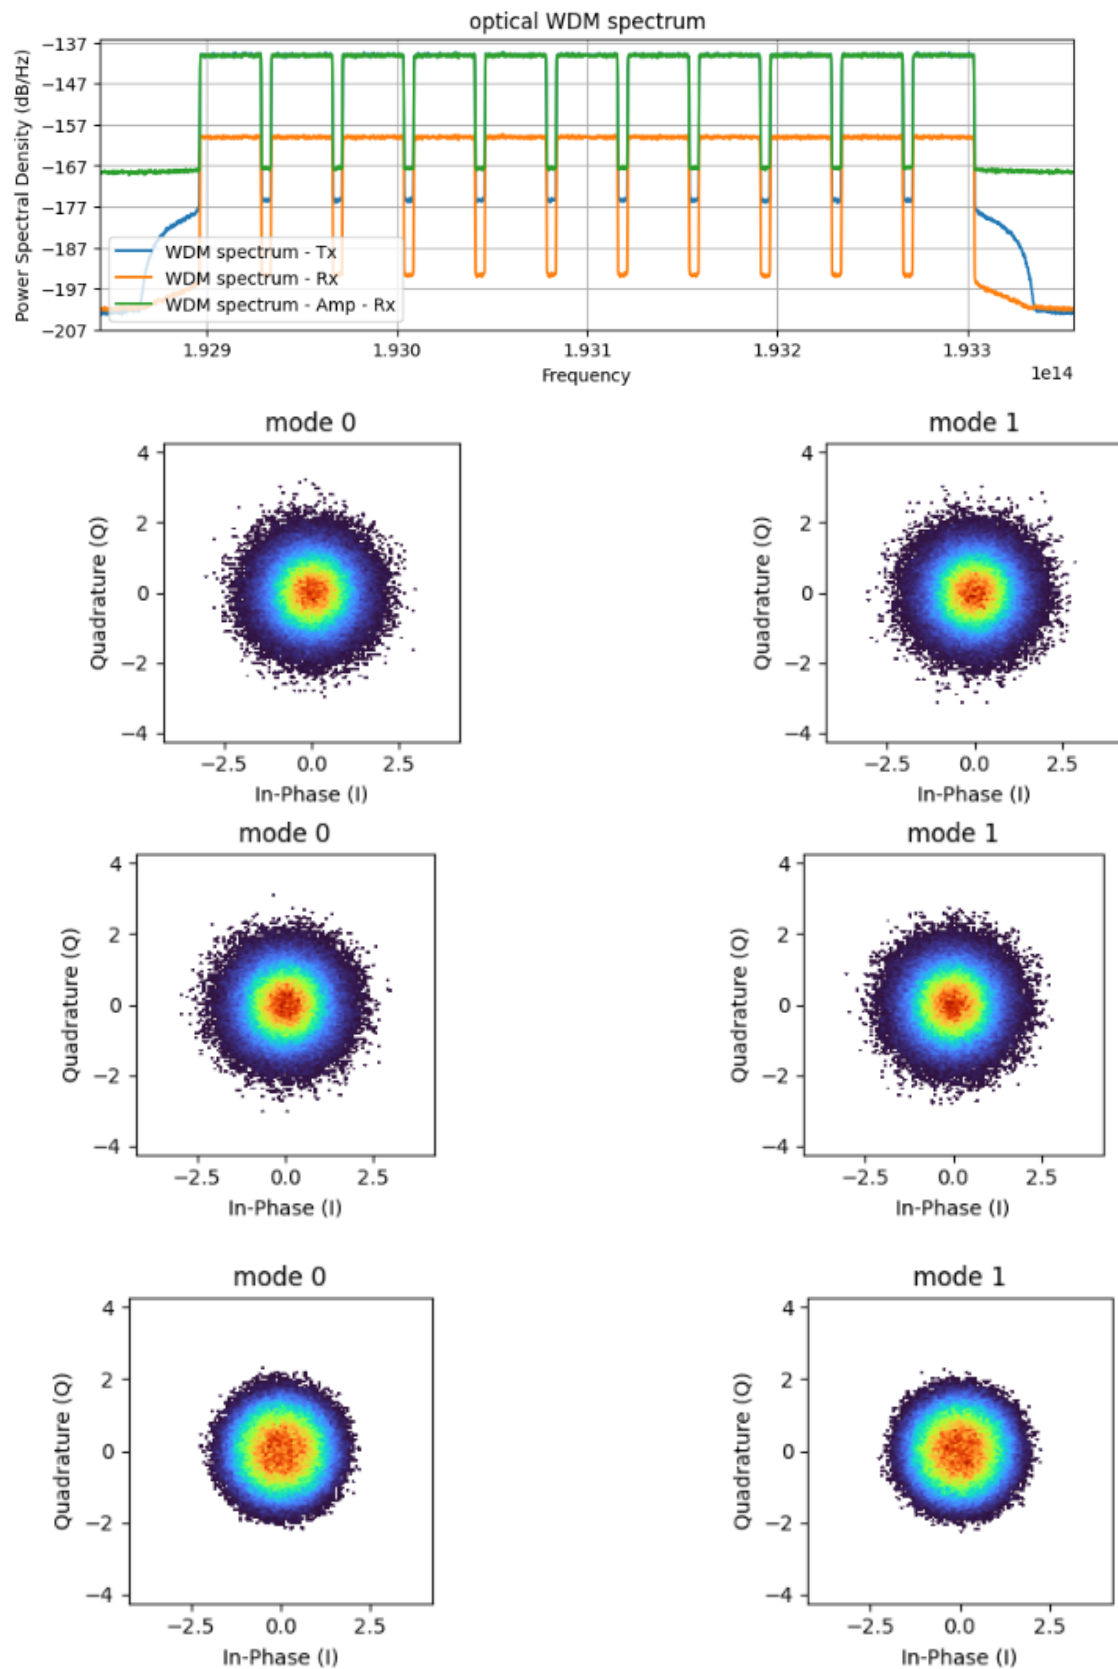 optical WDM spectrum
Power Spectral Density (dB/Hz)
−137
−147
−157
−167
−177
−187
−197
−207
WDM spectrum - Tx
WDM spectrum - Rx
WDM spectrum - Amp - Rx
1.929 1.930 1.931 1.932 1.933
1e14
Frequency
mode 0
Quadrature (Q)
4
2
0
−2
−4
−2.5 0.0 2.5
In-Phase (I)
mode 1
Quadrature (Q)
4
2
0
−2
−4
−2.5 0.0 2.5
In-Phase (I)
mode 0
Quadrature (Q)
4
2
0
−2
−4
−2.5 0.0 2.5
In-Phase (I)
mode 1
Quadrature (Q)
4
2
0
−2
−4
−2.5 0.0 2.5
In-Phase (I)
mode 0
Quadrature (Q)
4
2
0
−2
−4
−2.5 0.0 2.5
In-Phase (I)
mode 1
Quadrature (Q)
4
2
0
−2
−4
−2.5 0.0 2.5
In-Phase (I)